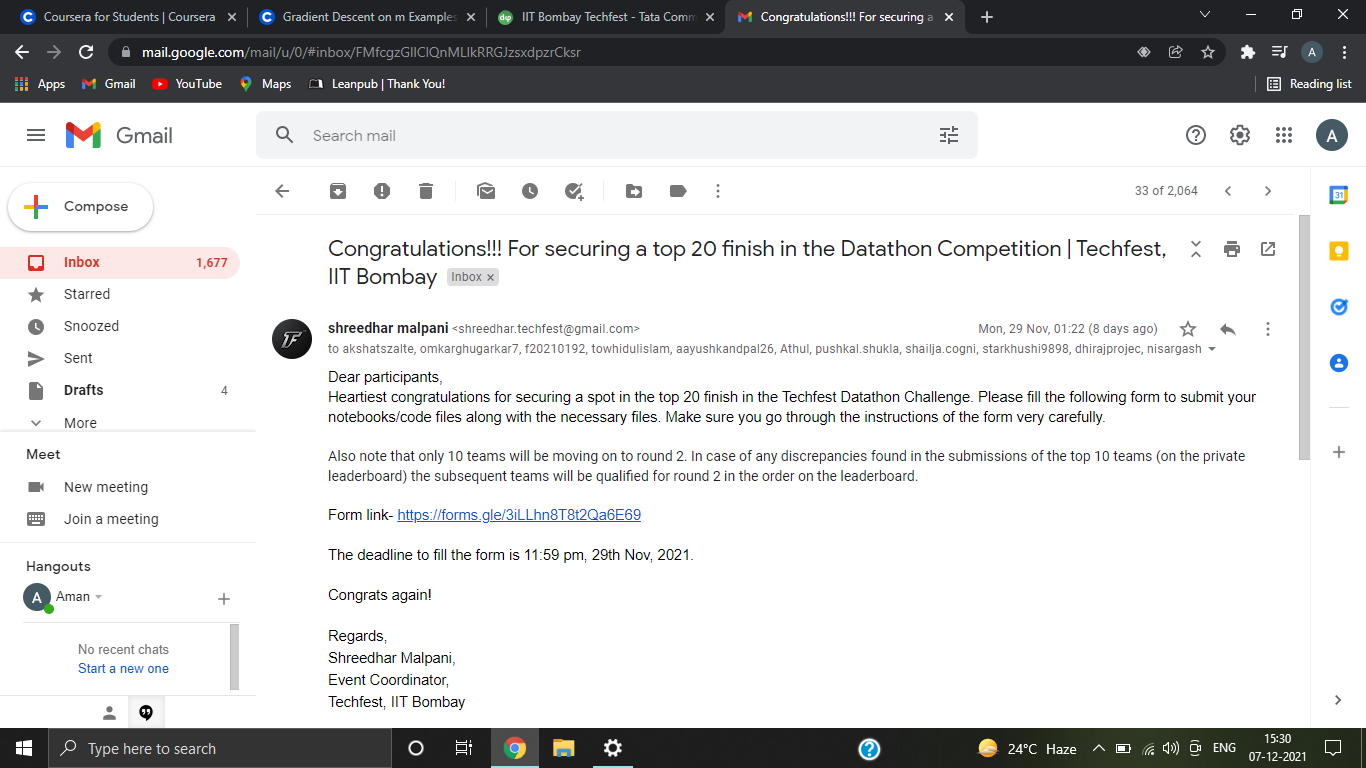 Coursera for Students | Coursera
Gradient Descent on m Examples
IIT Bombay Techfest - Tata Comm
Congratulations!!! For securing a
mail.google.com/mail/u/0/#inbox/FMfcgzGllClQnMLlkRRGJzsxdpzrCksr
A
Apps
Gmail
YouTube
Maps
Leanpub | Thank You!
Reading list
Gmail
Search mail
A
Compose
33 of 2,064
31
Inbox 1,677
Starred
Snoozed
Sent
Drafts 4
More
Congratulations!!! For securing a top 20 finish in the Datathon Competition | Techfest,
IIT Bombay Inbox ×
shreedhar malpani <shreedhar.techfest@gmail.com>
Mon, 29 Nov, 01:22 (8 days ago)
to akshatszalte, omkarghugarkar7, f20210192, towhidulislam, aayushkandpal26, Athul, pushkal.shukla, shailja.cogni, starkhushi9898, dhirajprojec, nisargash
Dear participants,
Heartiest congratulations for securing a spot in the top 20 finish in the Techfest Datathon Challenge. Please fill the following form to submit your
notebooks/code files along with the necessary files. Make sure you go through the instructions of the form very carefully.
Also note that only 10 teams will be moving on to round 2. In case of any discrepancies found in the submissions of the top 10 teams (on the private
leaderboard) the subsequent teams will be qualified for round 2 in the order on the leaderboard.
Form link- https://forms.gle/3iLLhn8T8t2Qa6E69
The deadline to fill the form is 11:59 pm, 29th Nov, 2021.
Congrats again!
Regards,
Shreedhar Malpani,
Event Coordinator,
Techfest, IIT Bombay
Meet
New meeting
Join a meeting
Hangouts
A Aman
No recent chats
Start a new one
Type here to search
24°C Haze
ENG
15:30
07-12-2021